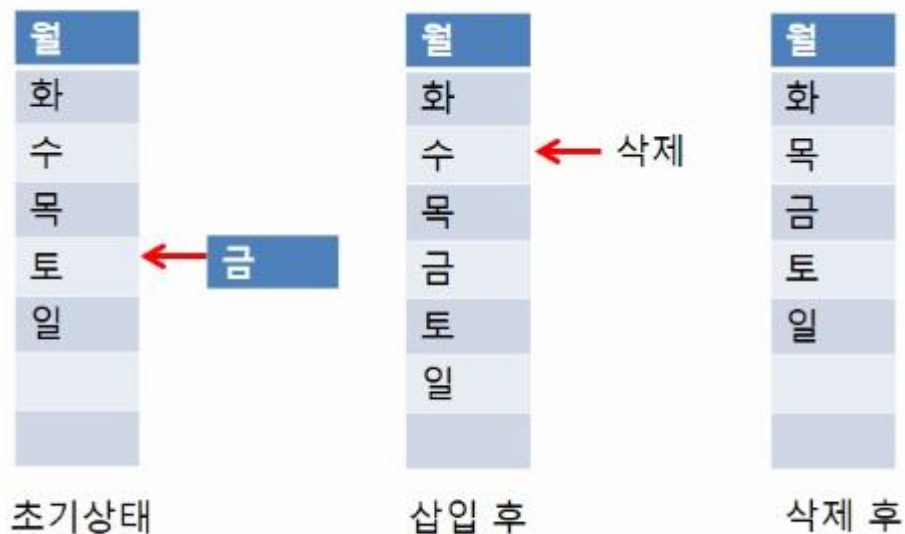 월
화
수
목
토
일
초기상태
금
월
화
수
목
금
토
일
삽입 후
삭제
월
화
목
금
토
일
삭제 후